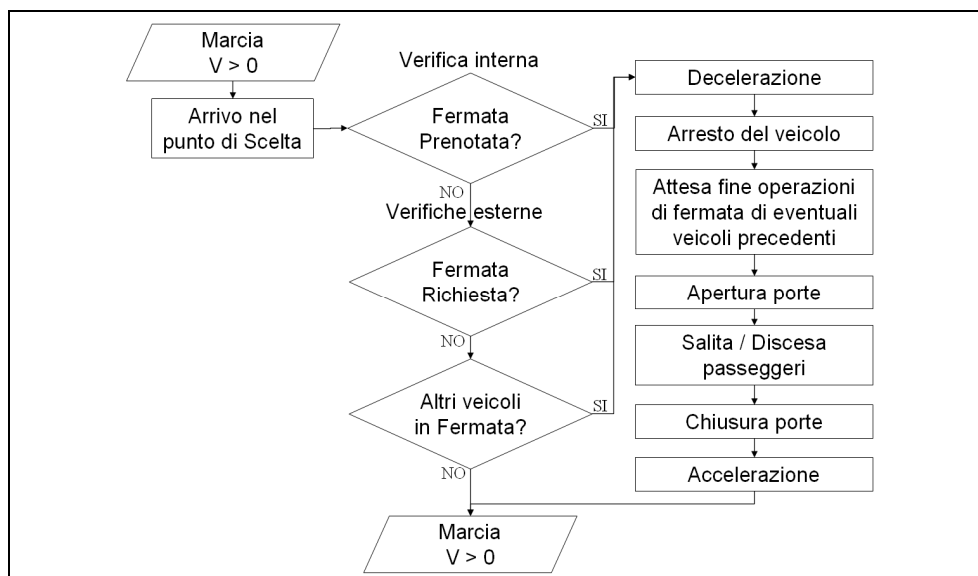 Marcia
V > 0
Arrivo nel
punto di Scelta
Verifica interna
Fermata
Prenotata?
SI
NO
Verifiche esterne
Fermata
Richiesta?
SI
NO
Altri veicoli
in Fermata?
SI
NO
Decelerazione
Arresto del veicolo
Attesa fine operazioni
di fermata di eventuali
veicoli precedenti
Apertura porte
Salita / Discesa
passeggeri
Chiusura porte
Accelerazione
Marcia
V > 0